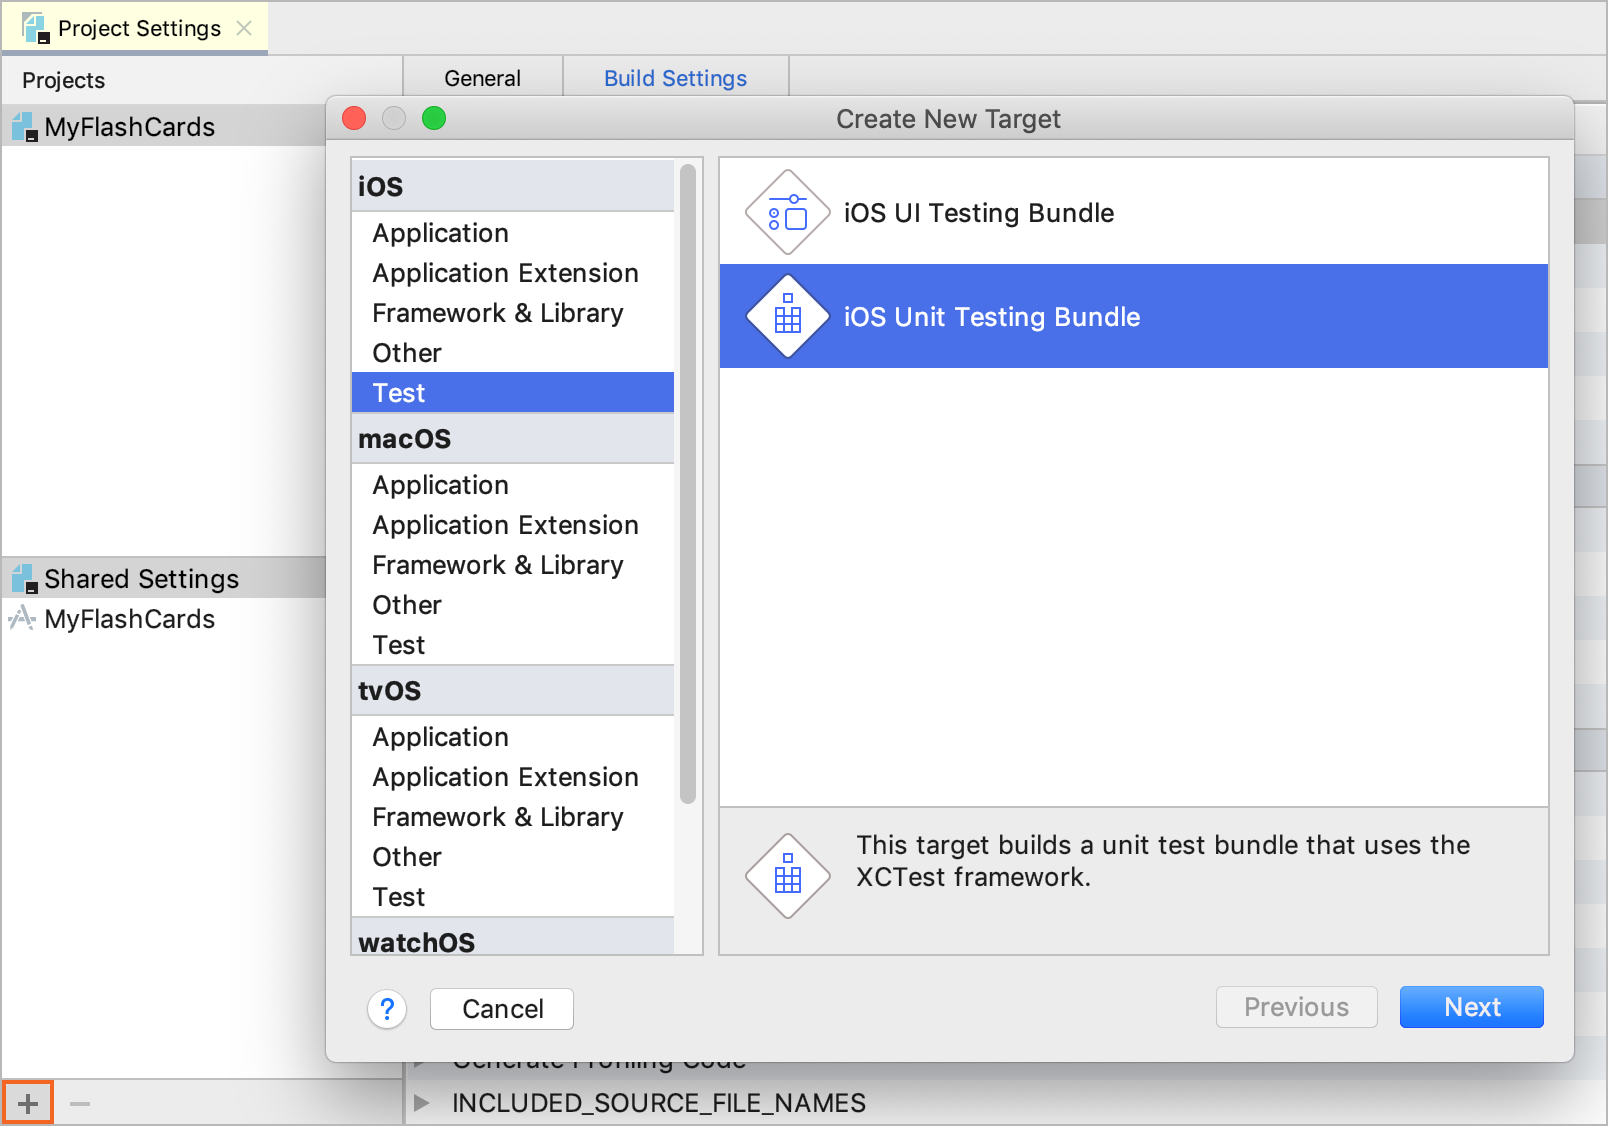 Project Settings
Projects
General
Build Settings
MyFlashCards
Create New Target
iOS
Application
Application Extension
Framework & Library
Other
Test
macOS
Application
Application Extension
Framework & Library
Other
Test
tvOS
Application
Application Extension
Framework & Library
Other
Test
watchOS
iOS UI Testing Bundle
iOS Unit Testing Bundle
This target builds a unit test bundle that uses the
XCTest framework.
Shared Settings
MyFlashCards
?
Cancel
Previous
Next
Generate Profiling Code
INCLUDED_SOURCE_FILE_NAMES